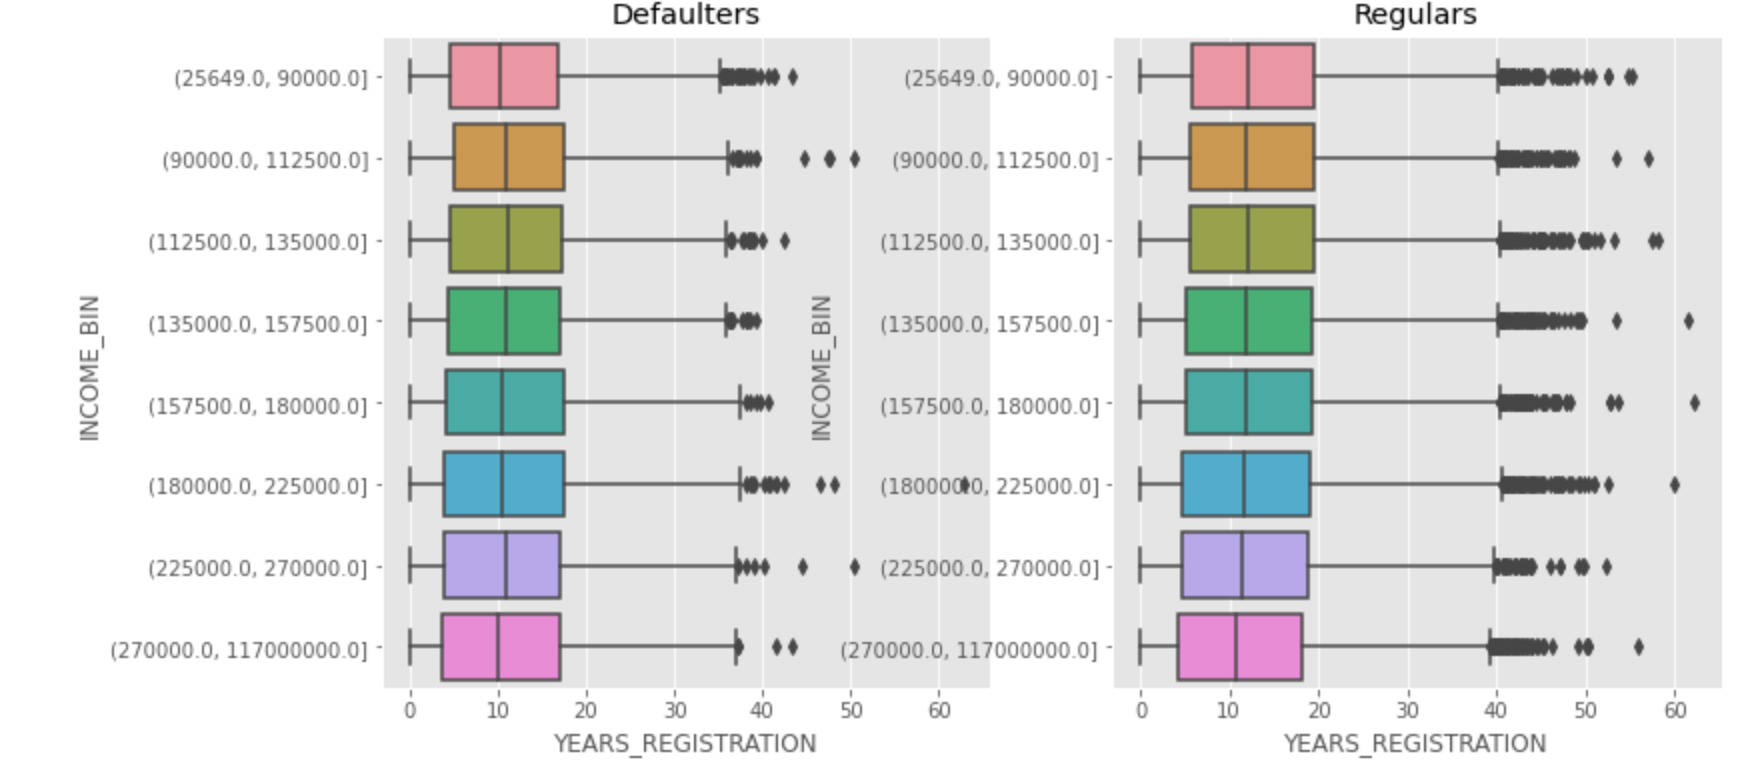 Defaulters
(25649.0, 90000.0]
(90000.0, 112500.0]
(112500.0, 135000.0]
(135000.0, 157500.0]
(157500.0, 180000.0]
(180000.0, 225000.0]
(225000.0, 270000.0]
(270000.0, 117000000.0]
INCOME_BIN
0 10 20 30 40 50 60
YEARS_REGISTRATION
Regulars
(25649.0, 90000.0]
(90000.0, 112500.0]
(112500.0, 135000.0]
(135000.0, 157500.0]
(157500.0, 180000.0]
(180000.0, 225000.0]
(225000.0, 270000.0]
(270000.0, 117000000.0]
INCOME_BIN
0 10 20 30 40 50 60
YEARS_REGISTRATION